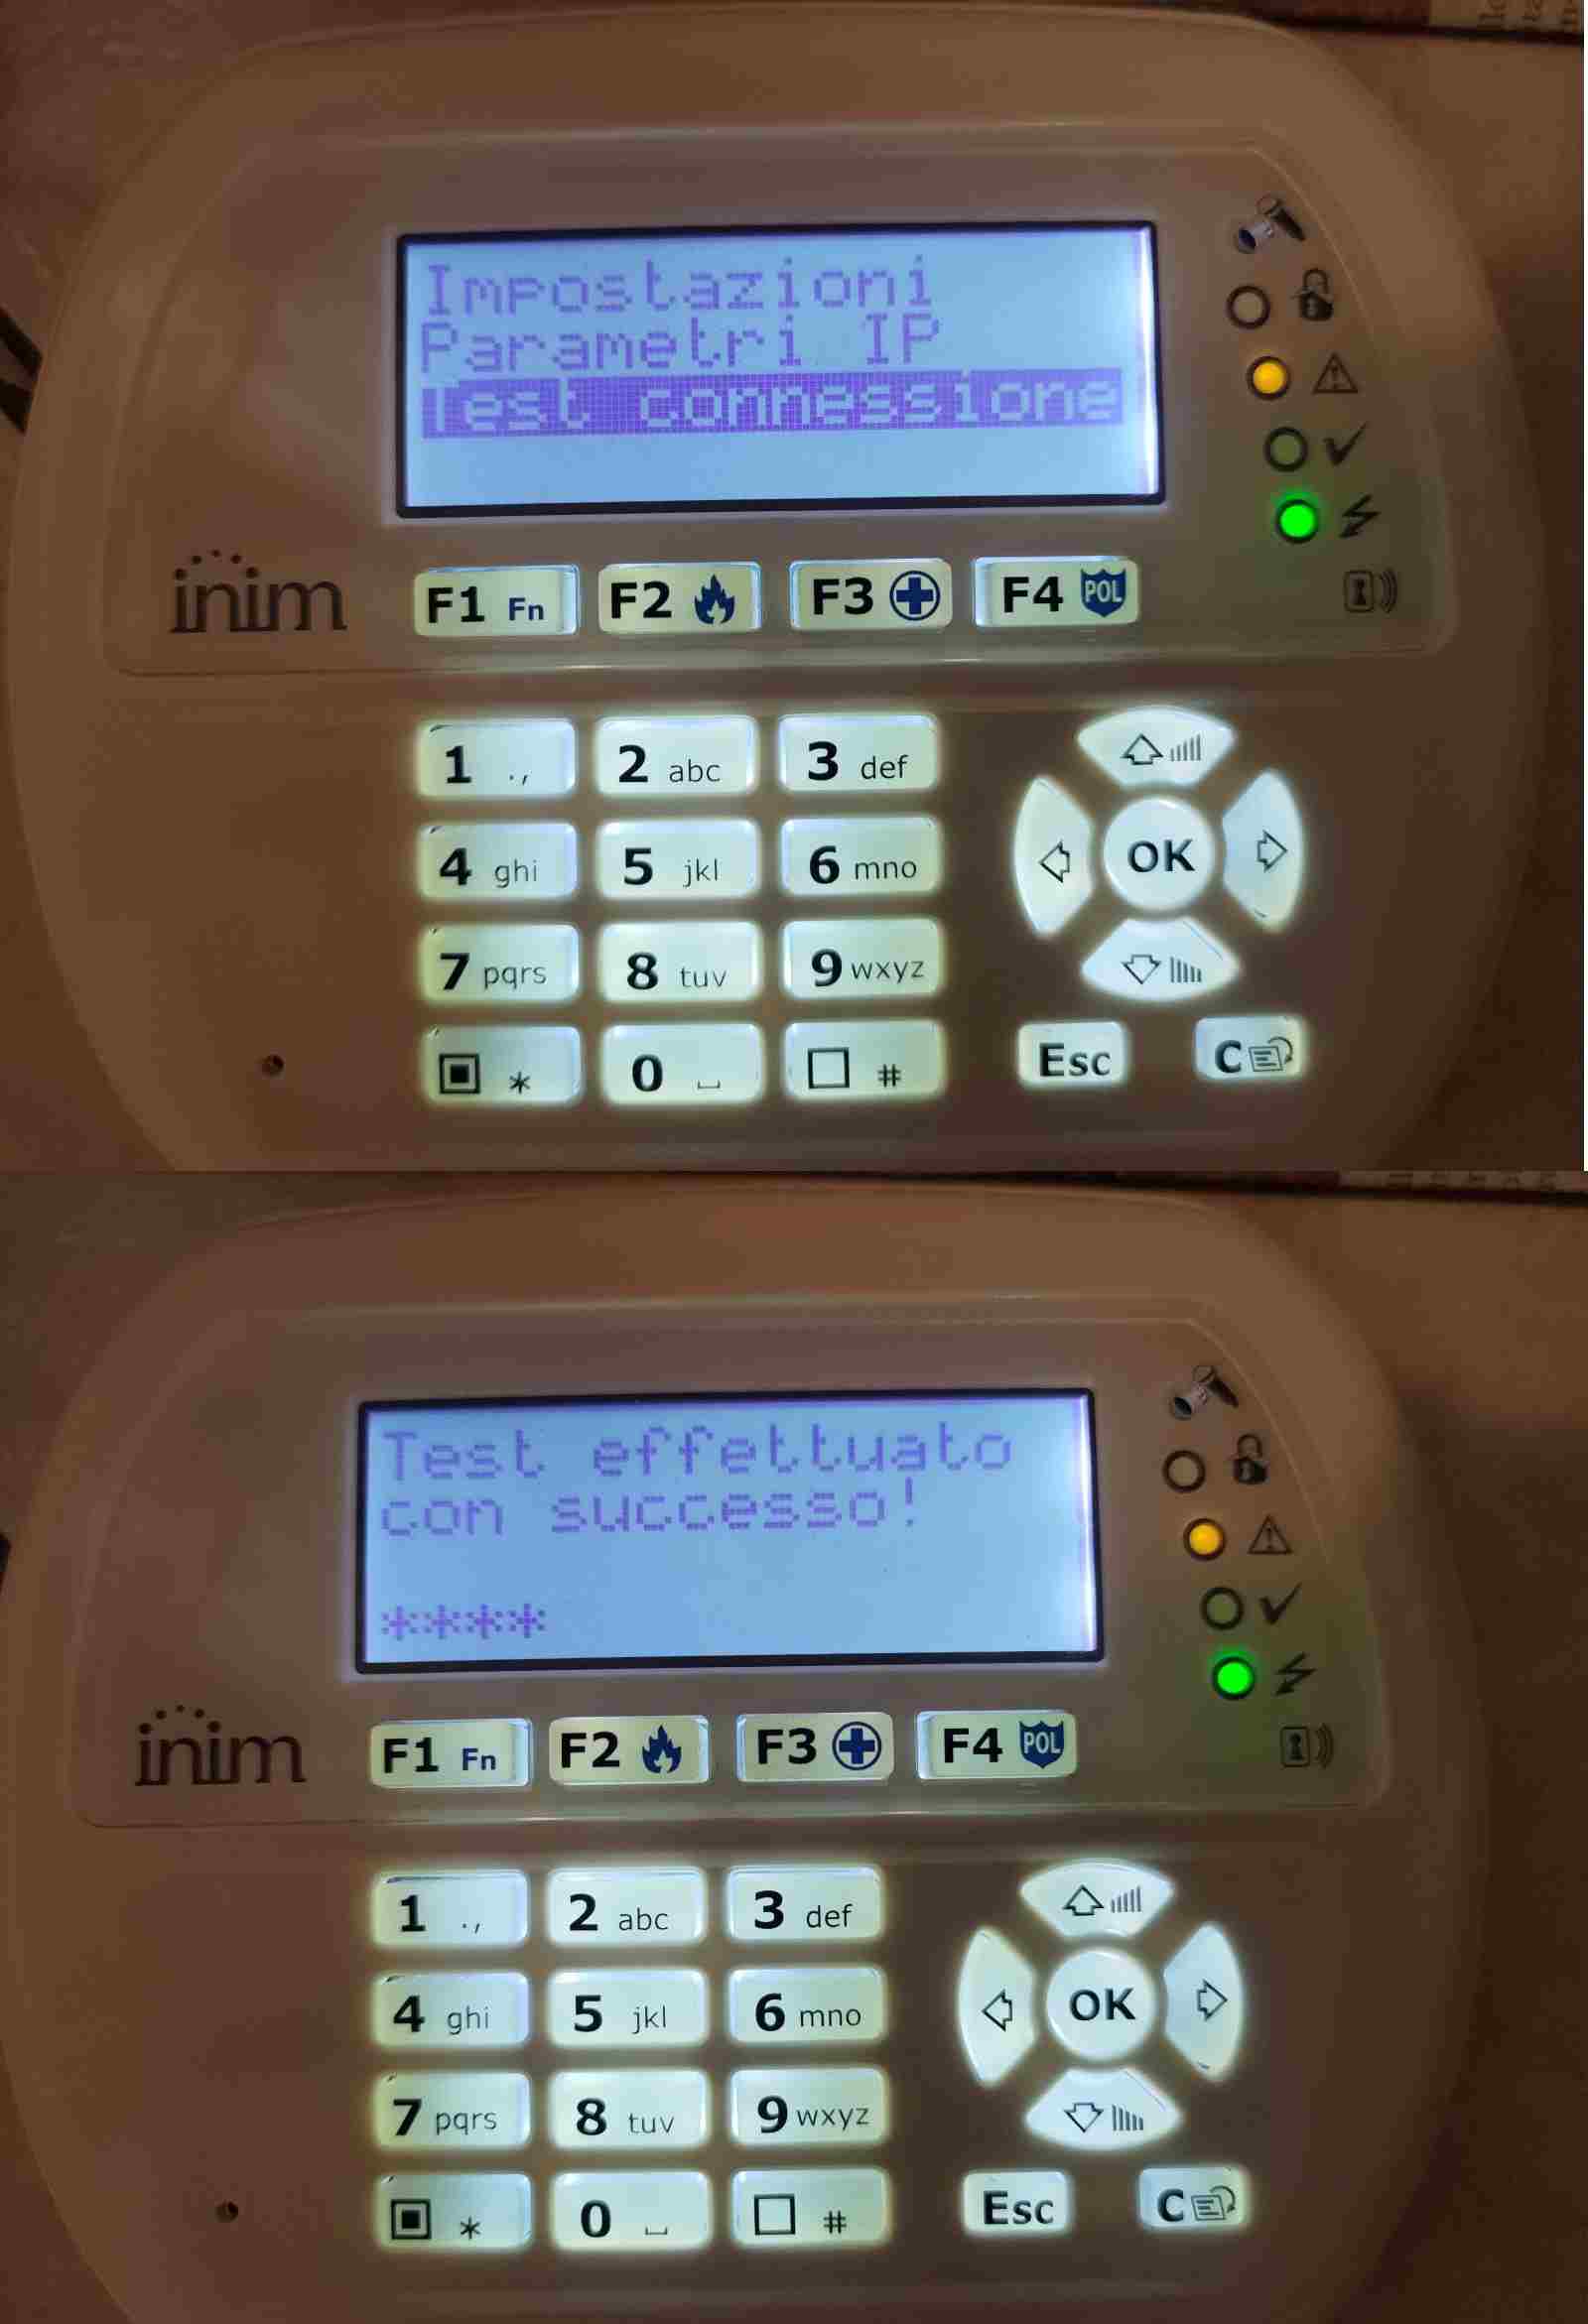 Impostazioni
Parametri IP
Test connessione
inim
F1 Fn F2 F3 F4 POL
1 ., 2 abc 3 def
4 ghi 5 jkl 6 mno OK
7 pqrs 8 tuv 9 wxyz
* 0 ⎵ # Esc C
Test effettuato
con successo!
****
inim
F1 Fn F2 F3 F4 POL
1 ., 2 abc 3 def
4 ghi 5 jkl 6 mno OK
7 pqrs 8 tuv 9 wxyz
* 0 ⎵ # Esc C